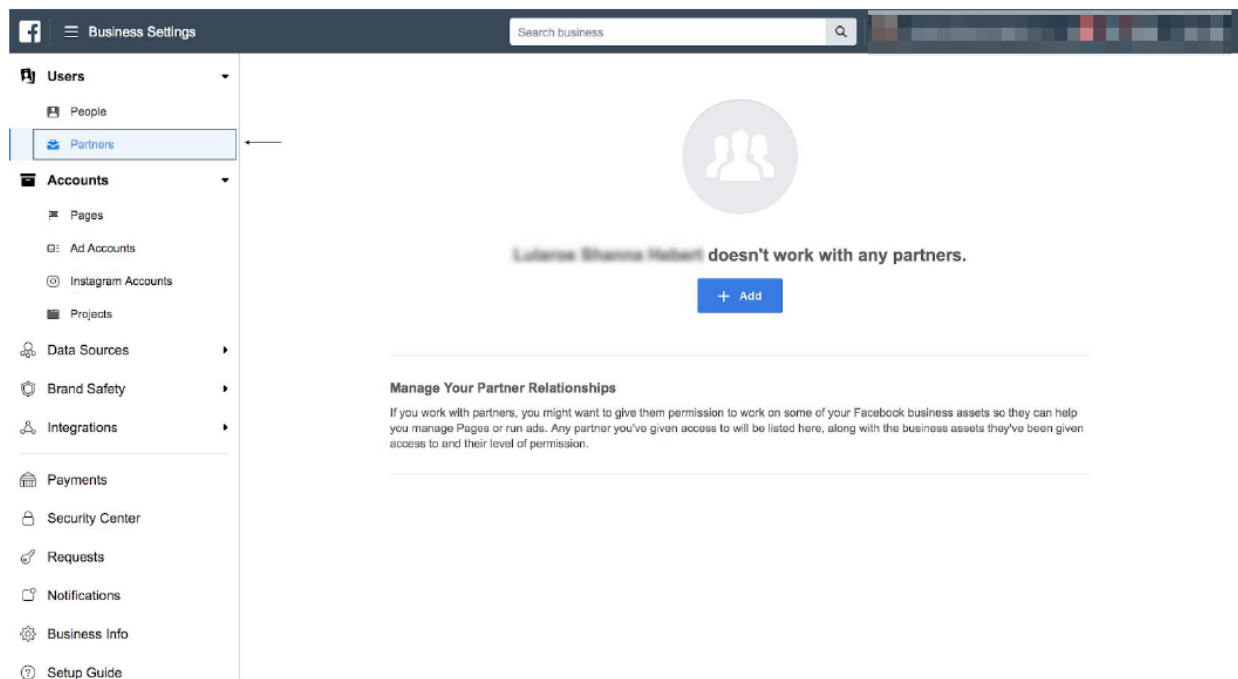 Business Settings
Search business
Users
People
Partners
Accounts
Pages
Ad Accounts
Instagram Accounts
Projects
Data Sources
Brand Safety
Integrations
Payments
Security Center
Requests
Notifications
Business Info
Setup Guide
doesn't work with any partners.
+ Add
Manage Your Partner Relationships
If you work with partners, you might want to give them permission to work on some of your Facebook business assets so they can help
you manage Pages or run ads. Any partner you've given access to will be listed here, along with the business assets they've been given
access to and their level of permission.